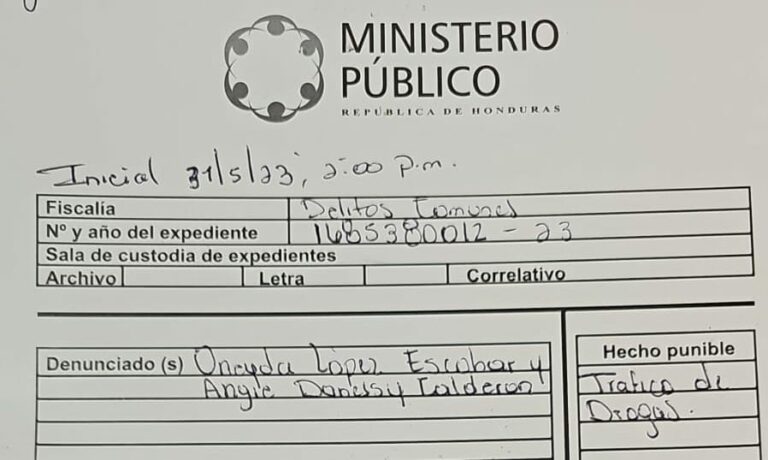 MINISTERIO
PÚBLICO
REPÚBLICA DE HONDURAS
Inicial 31/5/23, 2:00 p.m.
Fiscalía Delitos Comunes
Nº y año del expediente 1685380012 - 23
Sala de custodia de expedientes
Archivo Letra Correlativo
Denunciado (s) Oneyda López Escobar y
Angie Danessy Calderon
Hecho punible
Trafico de
Drogas.